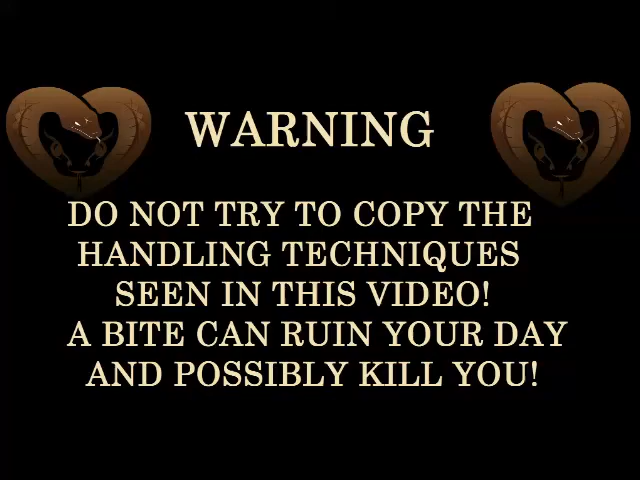 WARNING
DO NOT TRY TO COPY THE
HANDLING TECHNIQUES
SEEN IN THIS VIDEO!
A BITE CAN RUIN YOUR DAY
AND POSSIBLY KILL YOU!